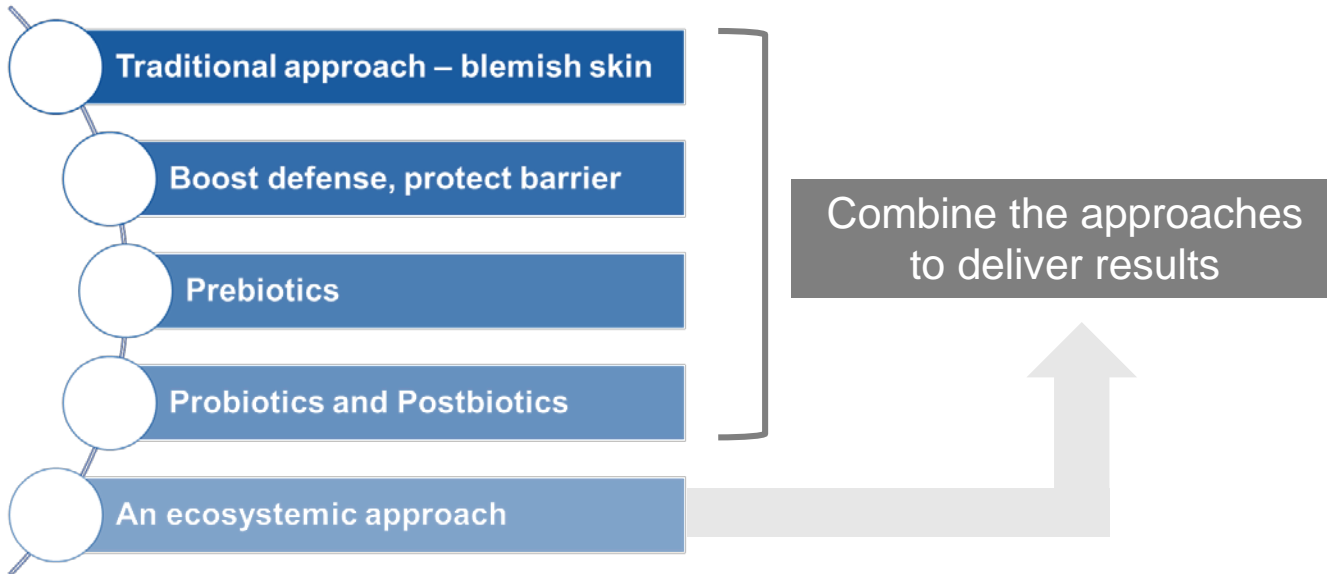 Traditional approach – blemish skin
Boost defense, protect barrier
Prebiotics
Probiotics and Postbiotics
An ecosystemic approach
Combine the approaches
to deliver results